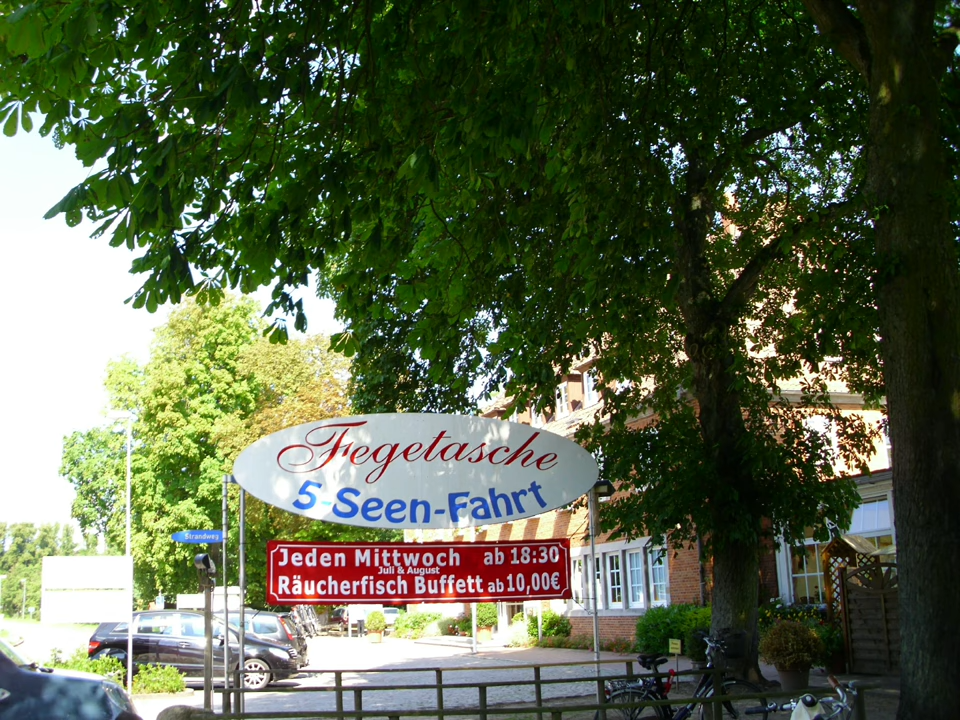 Fegetasche
5-Seen-Fahrt
Strandweg
Jeden Mittwoch ab 18:30
Juli & August
Räucherfisch Buffett ab 10,00€